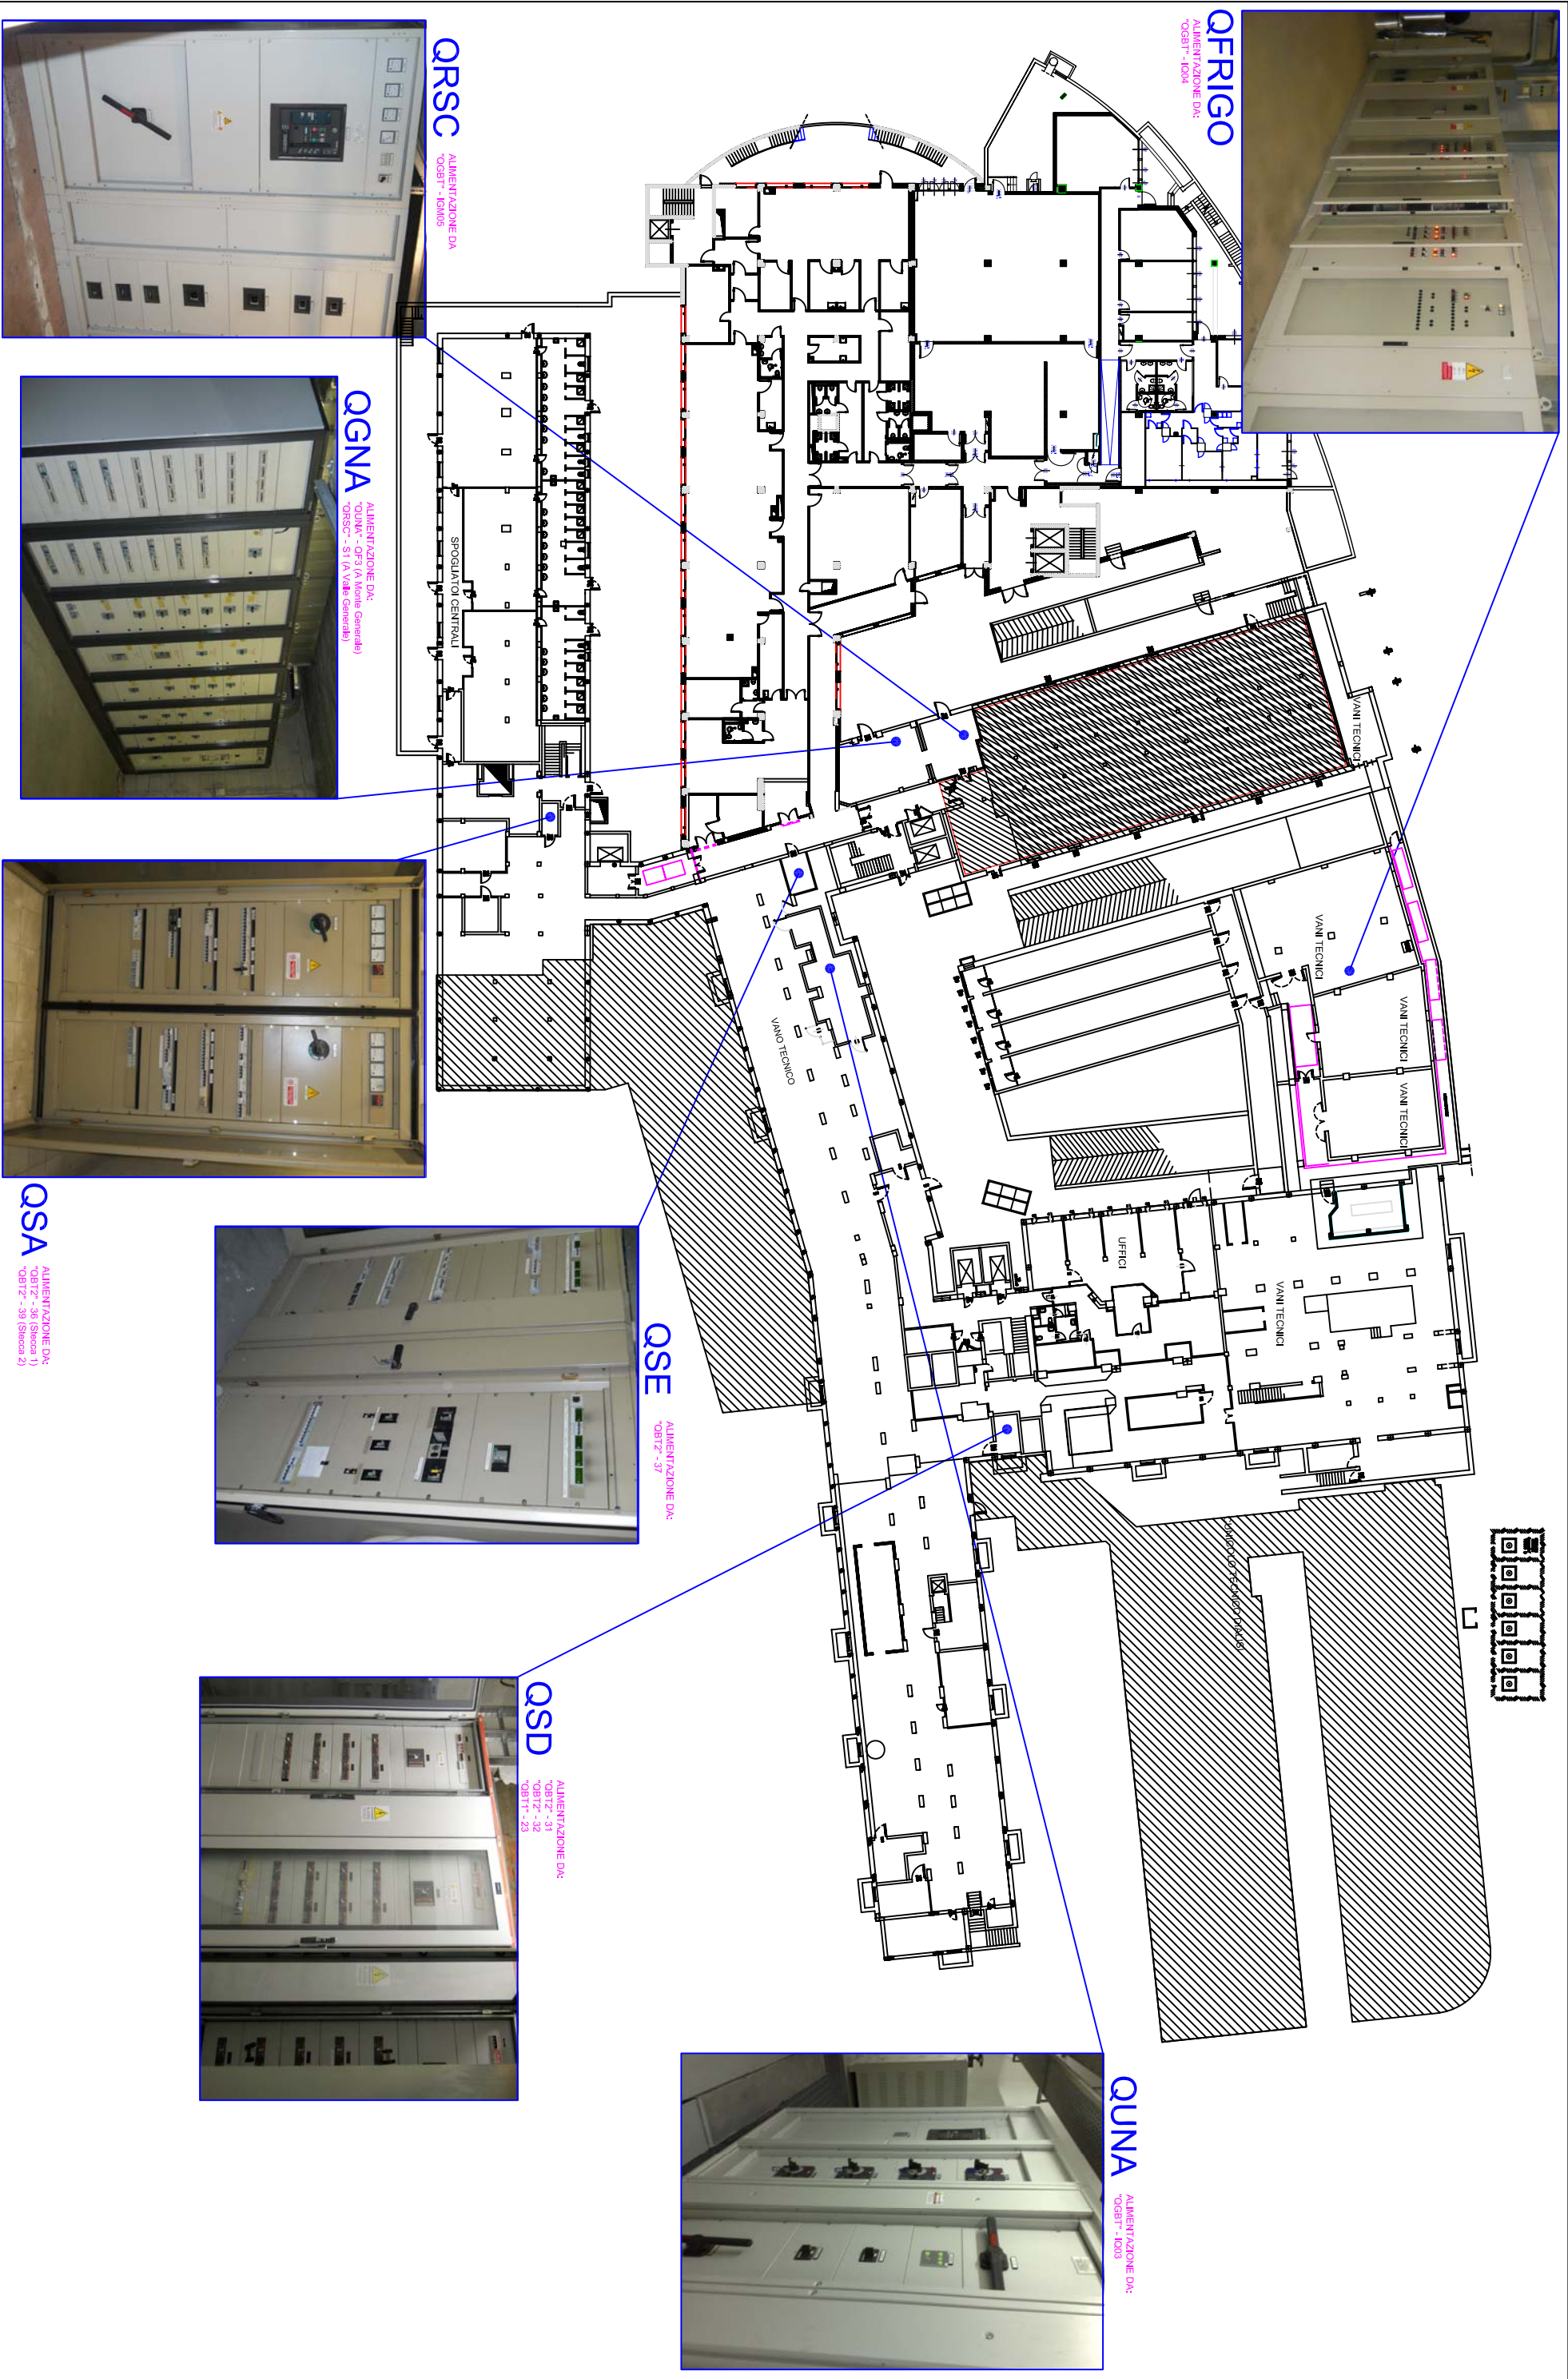 QFRIGO
ALIMENTAZIONE DA:
"QGBT" - IQ04
QRSC
ALIMENTAZIONE DA
"QGBT" - IGM05
QGNA
ALIMENTAZIONE DA:
"QUNA" - QF3 (A Monte Generale)
"QRSC" - S1 (A Valle Generale)
SPOGLIATOI CENTRALI
VANI TECNICI
VANI TECNICI
VANI TECNICI
VANI TECNICI
VANO TECNICO
UFFICI
VANI TECNICI
QSA
ALIMENTAZIONE DA:
"QBT2" - 36 (Stecca 1)
"QBT2" - 39 (Stecca 2)
QSE
ALIMENTAZIONE DA:
"QBT2" - 37
QSD
ALIMENTAZIONE DA:
"QBT2" - 31
"QBT2" - 32
"QBT1" - 23
QUNA
ALIMENTAZIONE DA:
"QGBT" - IQ03